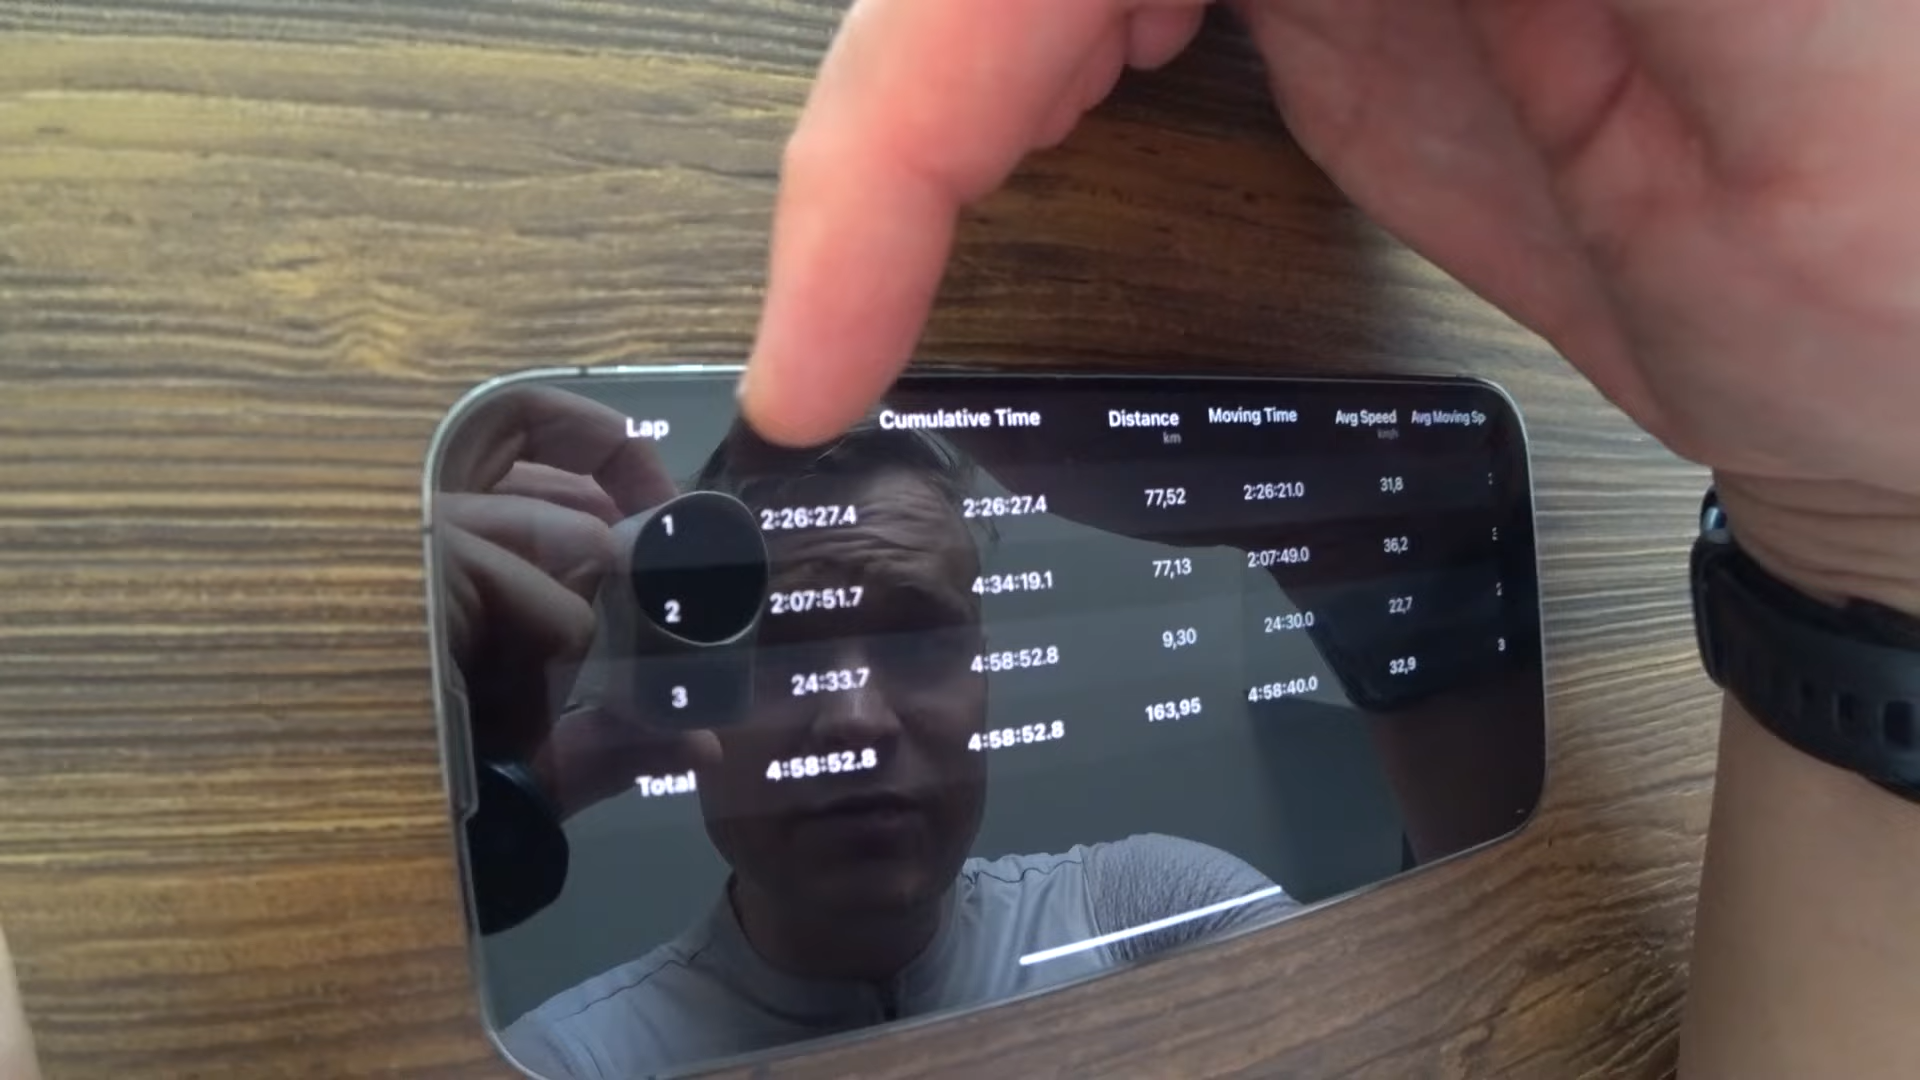 Lap Cumulative Time Distance Moving Time Avg Speed Avg Moving Sp
km km/h
1 2:26:27.4 2:26:27.4 77,52 2:26:21.0 31,8
2 2:07:51.7 4:34:19.1 77,13 2:07:49.0 36,2
3 24:33.7 4:58:52.8 9,30 24:30.0 22,7
Total 4:58:52.8 4:58:52.8 163,95 4:58:40.0 32,9